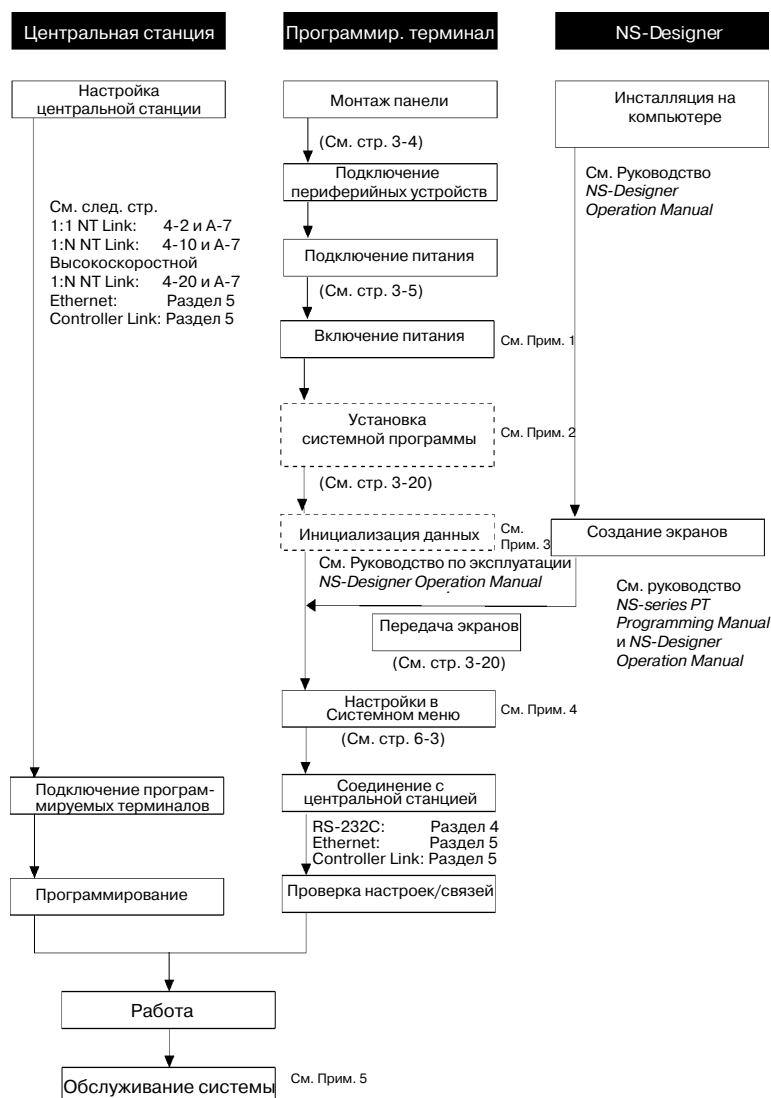 Центральная станция
Программир. терминал
NS-Designer
Настройка
центральной станции
Монтаж панели
Инсталляция на
компьютере
(См. стр. 3-4)
Подключение
периферийных устройств
См. Руководство
NS-Designer
Operation Manual
См. след. стр.
1:1 NT Link: 4-2 и A-7
1:N NT Link: 4-10 и A-7
Высокоскоростной
1:N NT Link: 4-20 и A-7
Ethernet: Раздел 5
Controller Link: Раздел 5
Подключение питания
(См. стр. 3-5)
Включение питания
См. Прим. 1
Установка
системной программы
См. Прим. 2
(См. стр. 3-20)
Инициализация данных
См.
Прим. 3
Создание экранов
См. Руководство по эксплуатации
NS-Designer Operation Manual
См. руководство
NS-series PT
Programming Manual
и NS-Designer
Operation Manual
Передача экранов
(См. стр. 3-20)
Настройки в
Системном меню
См. Прим. 4
(См. стр. 6-3)
Подключение програм-
мируемых терминалов
Соединение с
центральной станцией
RS-232C: Раздел 4
Ethernet: Раздел 5
Controller Link: Раздел 5
Программирование
Проверка настроек/связей
Работа
Обслуживание системы
См. Прим. 5